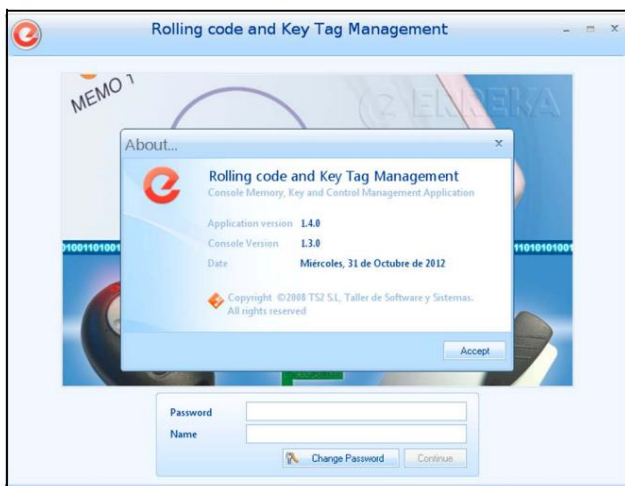 Rolling code and Key Tag Management
MEMO 1
ERREKA
About...
Rolling code and Key Tag Management
Console Memory, Key and Control Management Application
Application version 1.4.0
Console Version 1.3.0
Date Miércoles, 31 de Octubre de 2012
Copyright ©2008 TS2 S.L, Taller de Software y Sistemas.
All rights reserved
Accept
Password
Name
Change Password Continue